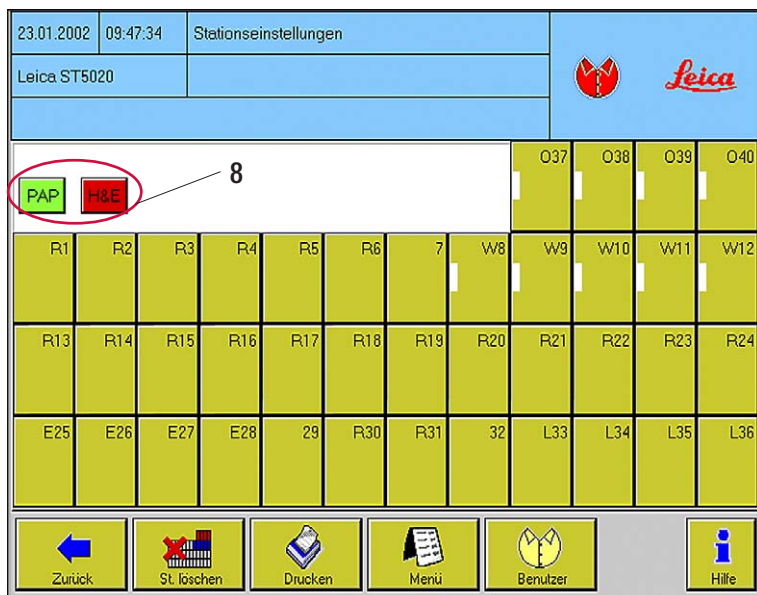 23.01.2002 09:47:34 Stationseinstellungen
Leica ST5020
Leica
8
PAP H&E
O37 O38 O39 O40
R1 R2 R3 R4 R5 R6 7 W8 W9 W10 W11 W12
R13 R14 R15 R16 R17 R18 R19 R20 R21 R22 R23 R24
E25 E26 E27 E28 29 R30 R31 32 L33 L34 L35 L36
Zurück St. löschen Drucken Menü Benutzer Hilfe